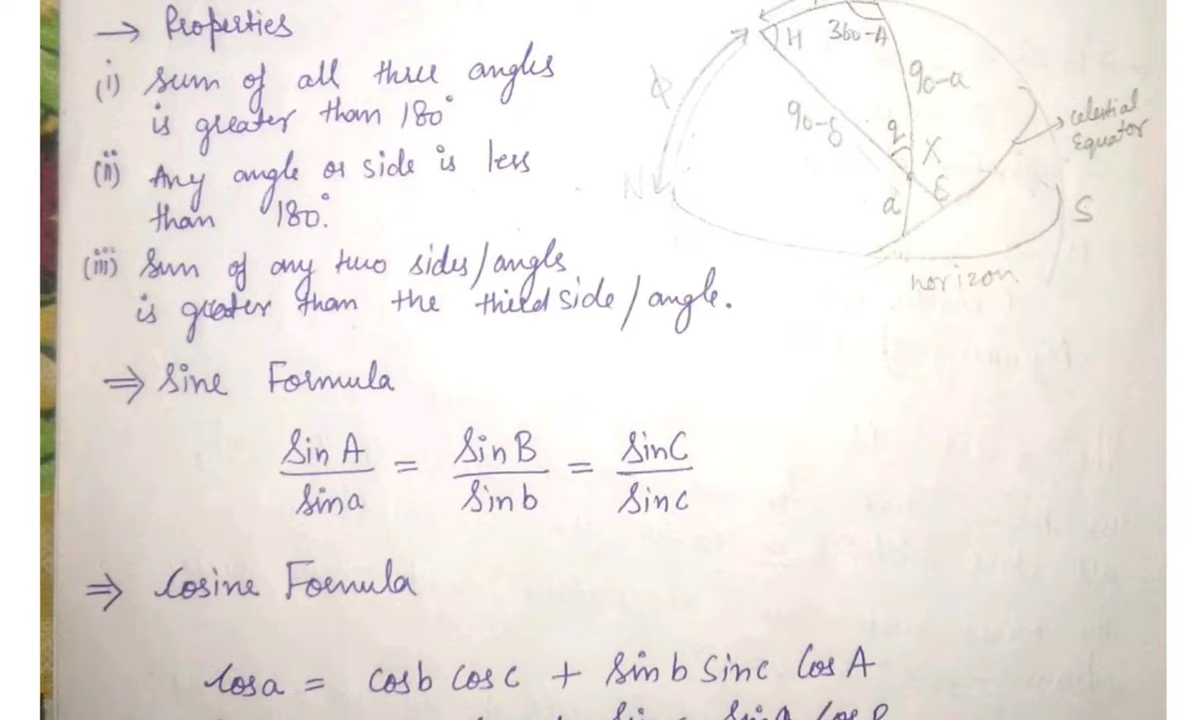 → Properties
(i) Sum of all three angles
is greater than 180°
(ii) Any angle or side is less
than 180°.
(iii) Sum of any two sides/angle
is greater than the third side/angle.
⇒ Sine Formula
Sin A / Sin a = Sin B / Sin b = Sin C / Sin c
⇒ Cosine Formula
Cos a = cos b cos c + Sin b Sin c Cos A
H
360-A
90-a
ϕ
90-δ
q
X
celestial
Equator
N
a
S
horizon